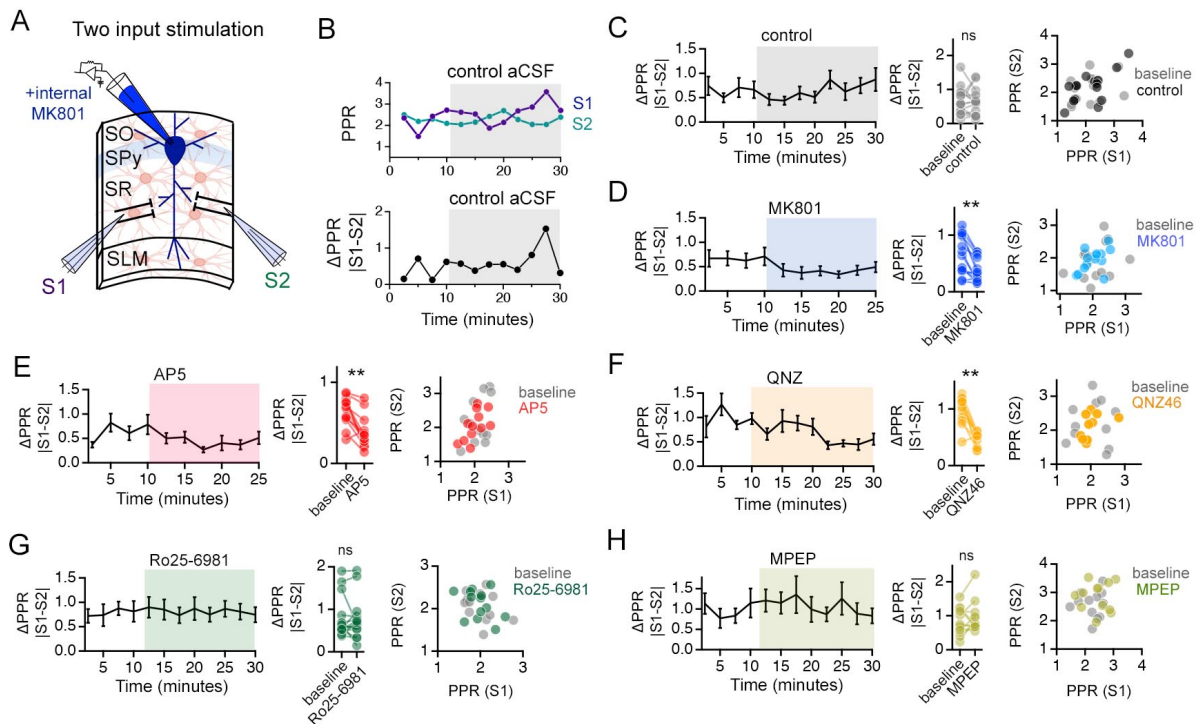 A
Two input stimulation
+internal
MK801
SO
SPy
SR
SLM
S1
S2
B
control aCSF
PPR
4
3
2
1
0
10
20
30
S1
S2
control aCSF
ΔPPR
|S1-S2|
2
1
0
0
10
20
30
Time (minutes)
C
control
ΔPPR
|S1-S2|
1.5
1.0
0.5
0.0
5
10
15
20
25
30
Time (minutes)
ns
ΔPPR
|S1-S2|
2
1
0
baseline
control
PPR (S2)
4
3
2
1
1
2
3
4
PPR (S1)
baseline
control
D
MK801
ΔPPR
|S1-S2|
1.5
1.0
0.5
0.0
5
10
15
20
25
Time (minutes)
**
ΔPPR
|S1-S2|
1
0
baseline
MK801
PPR (S2)
3
2
1
1
2
3
PPR (S1)
baseline
MK801
E
AP5
ΔPPR
|S1-S2|
1.5
1.0
0.5
0.0
5
10
15
20
25
Time (minutes)
**
ΔPPR
|S1-S2|
1
0
baseline
AP5
PPR (S2)
3
2
1
1
2
3
4
PPR (S1)
baseline
AP5
F
QNZ
ΔPPR
|S1-S2|
1.5
1.0
0.5
0.0
5
10
15
20
25
30
Time (minutes)
**
ΔPPR
|S1-S2|
1
0
baseline
QNZ46
PPR (S2)
3
2
1
1
2
3
4
PPR (S1)
baseline
QNZ46
G
Ro25-6981
ΔPPR
|S1-S2|
1.5
1.0
0.5
0.0
5
10
15
20
25
30
Time (minutes)
ns
ΔPPR
|S1-S2|
2
1
0
baseline
Ro25-6981
PPR (S2)
3
2
1
1
2
3
PPR (S1)
baseline
Ro25-6981
H
MPEP
ΔPPR
|S1-S2|
1.5
1.0
0.5
0.0
5
10
15
20
25
30
Time (minutes)
ns
ΔPPR
|S1-S2|
2
1
0
baseline
MPEP
PPR (S2)
4
3
2
1
1
2
3
4
PPR (S1)
baseline
MPEP